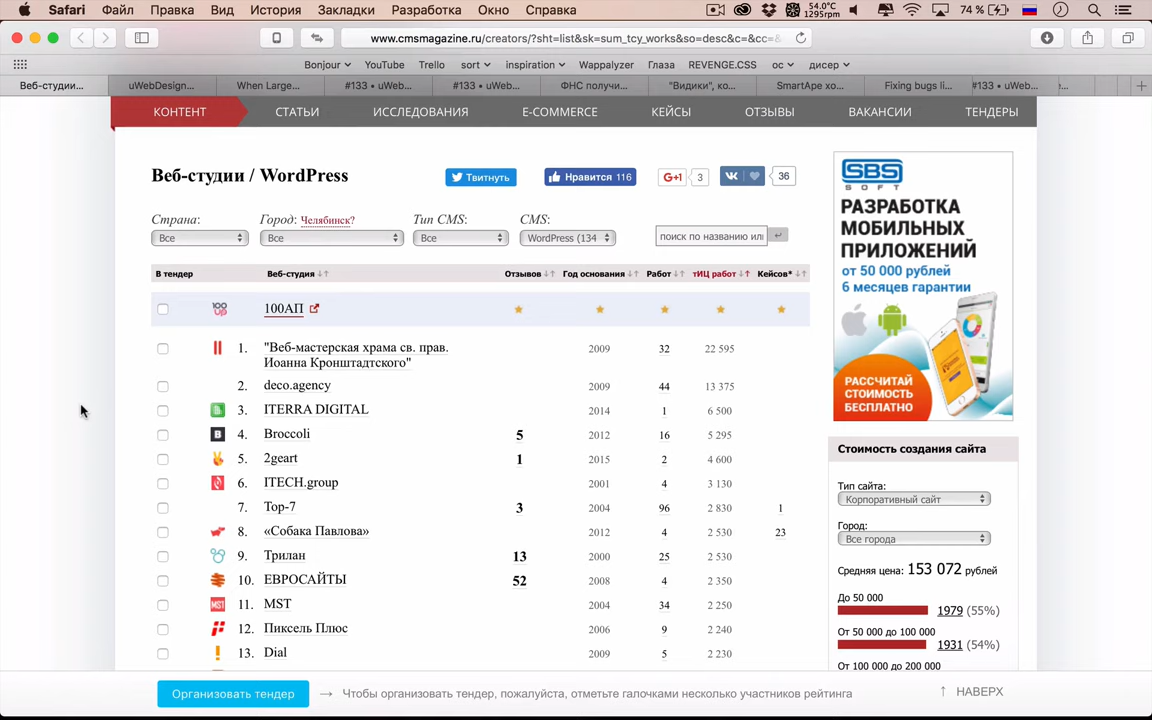 Safari Файл Правка Вид История Закладки Разработка Окно Справка 54.0°C 1295rpm 74 %
www.cmsmagazine.ru/creators/?sht=list&sk=sum_tcy_works&so=desc&c=&cc=
Bonjour YouTube Trello sort inspiration Wappalyzer Глаза REVENGE.CSS ос дисер
Веб-студии... uWebDesign... When Large... #133 • uWeb... #133 • uWeb... ФНС получи... "Видики", ко... SmartApe хо... Fixing bugs li... #133 • uWeb...
КОНТЕНТ СТАТЬИ ИССЛЕДОВАНИЯ E-COMMERCE КЕЙСЫ ОТЗЫВЫ ВАКАНСИИ ТЕНДЕРЫ
Веб-студии / WordPress Твитнуть Нравится 116 G+1 3 36
Страна: Город: Челябинск? Тип CMS: CMS:
Все Все Все WordPress (134 поиск по названию ил
В тендер Веб-студия Отзывов Год основания Работ тИЦ работ Кейсов*
100АП
1. "Веб-мастерская храма св. прав. Иоанна Кронштадтского" 2009 32 22 595
2. deco.agency 2009 44 13 375
3. ITERRA DIGITAL 2014 1 6 500
4. Broccoli 5 2012 16 5 295
5. 2geart 1 2015 2 4 600
6. ITECH.group 2001 4 3 130
7. Top-7 3 2004 96 2 830 1
8. «Собака Павлова» 2012 4 2 530 23
9. Трилан 13 2000 25 2 530
10. ЕВРОСАЙТЫ 52 2008 4 2 350
11. MST 2004 34 2 250
12. Пиксель Плюс 2006 9 2 240
13. Dial 2009 5 2 230
SBS
SOFT
РАЗРАБОТКА
МОБИЛЬНЫХ
ПРИЛОЖЕНИЙ
от 50 000 рублей
6 месяцев гарантии
РАССЧИТАЙ
СТОИМОСТЬ
БЕСПЛАТНО
Стоимость создания сайта
Тип сайта:
Корпоративный сайт
Город:
Все города
Средняя цена: 153 072 рублей
До 50 000
1979 (55%)
От 50 000 до 100 000
1931 (54%)
От 100 000 до 200 000
Организовать тендер → Чтобы организовать тендер, пожалуйста, отметьте галочками несколько участников рейтинга ↑ НАВЕРХ